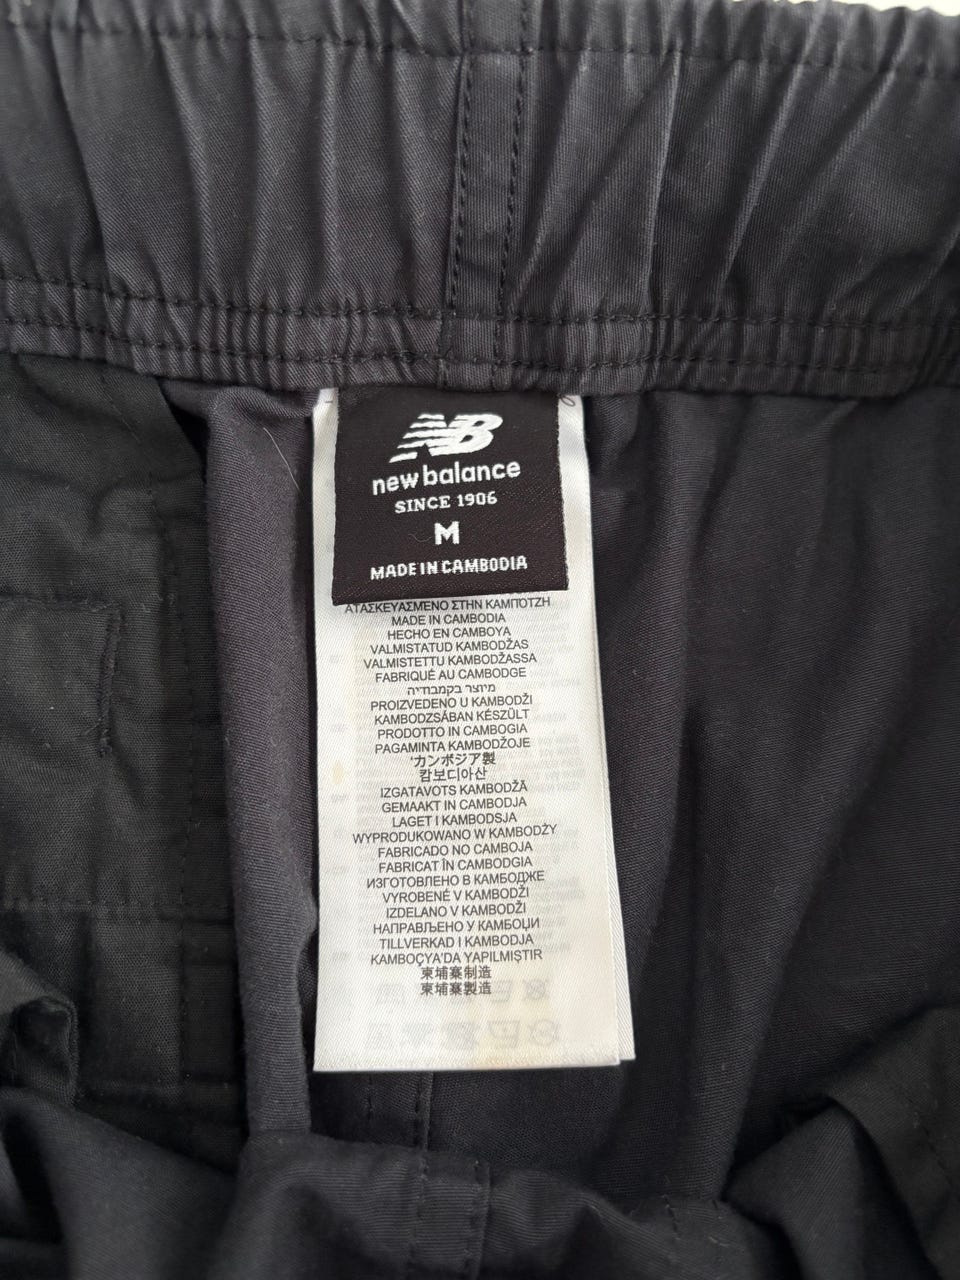 NB
new balance
SINCE 1906
M
MADE IN CAMBODIA
ΑΤΑΣΚΕΥΑΣΜΕΝΟ ΣΤΗΝ ΚΑΜΠΟΤΖΗ
MADE IN CAMBODIA
HECHO EN CAMBOYA
VALMISTATUD KAMBODŽAS
VALMISTETTU KAMBODŽASSA
FABRIQUÉ AU CAMBODGE
מיוצר בקמבודיה
PROIZVEDENO U KAMBODŽI
KAMBODZSÁBAN KÉSZÜLT
PRODOTTO IN CAMBOGIA
PAGAMINTA KAMBODŽOJE
カンボジア製
캄보디아산
IZGATAVOTS KAMBODŽĀ
GEMAAKT IN CAMBODJA
LAGET I KAMBODSJA
WYPRODUKOWANO W KAMBODŻY
FABRICADO NO CAMBOJA
FABRICAT ÎN CAMBODGIA
ИЗГОТОВЛЕНО В КАМБОДЖЕ
VYROBENÉ V KAMBODŽI
IZDELANO V KAMBODŽI
НАПРАВЉЕНО У КАМБОЏИ
TILLVERKAD I KAMBODJA
KAMBOÇYA'DA YAPILMIŞTIR
柬埔寨制造
柬埔寨製造